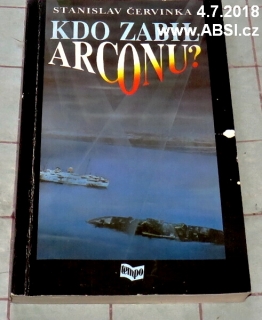 STANISLAV ČERVINKA
4.7.2018
KDO ZABIL
www.ABSI.cz
ARCONU?
tempo